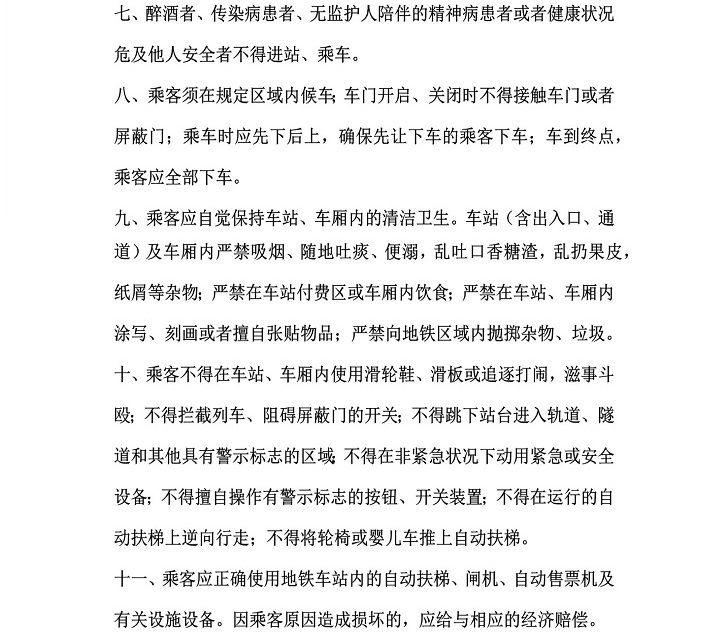 七、醉酒者、传染病患者、无监护人陪伴的精神病患者或者健康状况
危及他人安全者不得进站、乘车。
八、乘客须在规定区域内候车；车门开启、关闭时不得接触车门或者
屏蔽门；乘车时应先下后上，确保先让下车的乘客下车；车到终点，
乘客应全部下车。
九、乘客应自觉保持车站、车厢内的清洁卫生。车站（含出入口、通
道）及车厢内严禁吸烟、随地吐痰、便溺，乱吐口香糖渣，乱扔果皮，
纸屑等杂物；严禁在车站付费区或车厢内饮食；严禁在车站、车厢内
涂写、刻画或者擅自张贴物品；严禁向地铁区域内抛掷杂物、垃圾。
十、乘客不得在车站、车厢内使用滑轮鞋、滑板或追逐打闹，滋事斗
殴；不得拦截列车、阻碍屏蔽门的开关；不得跳下站台进入轨道、隧
道和其他具有警示标志的区域；不得在非紧急状况下动用紧急或安全
设备；不得擅自操作有警示标志的按钮、开关装置；不得在运行的自
动扶梯上逆向行走；不得将轮椅或婴儿车推上自动扶梯。
十一、乘客应正确使用地铁车站内的自动扶梯、闸机、自动售票机及
有关设施设备。因乘客原因造成损坏的，应给与相应的经济赔偿。